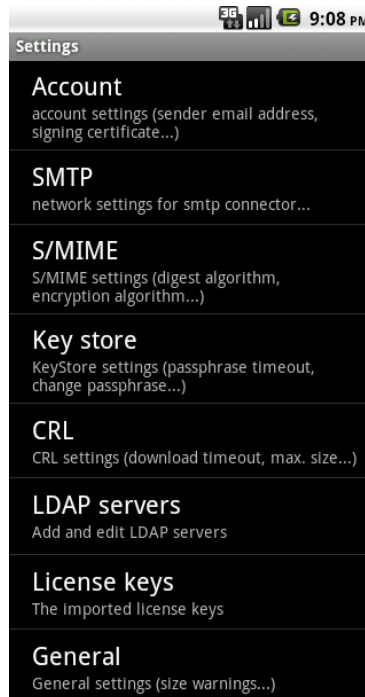 3G 9:08 PM
Settings
Account
account settings (sender email address,
signing certificate...)
SMTP
network settings for smtp connector...
S/MIME
S/MIME settings (digest algorithm,
encryption algorithm...)
Key store
KeyStore settings (passphrase timeout,
change passphrase...)
CRL
CRL settings (download timeout, max. size...)
LDAP servers
Add and edit LDAP servers
License keys
The imported license keys
General
General settings (size warnings...)